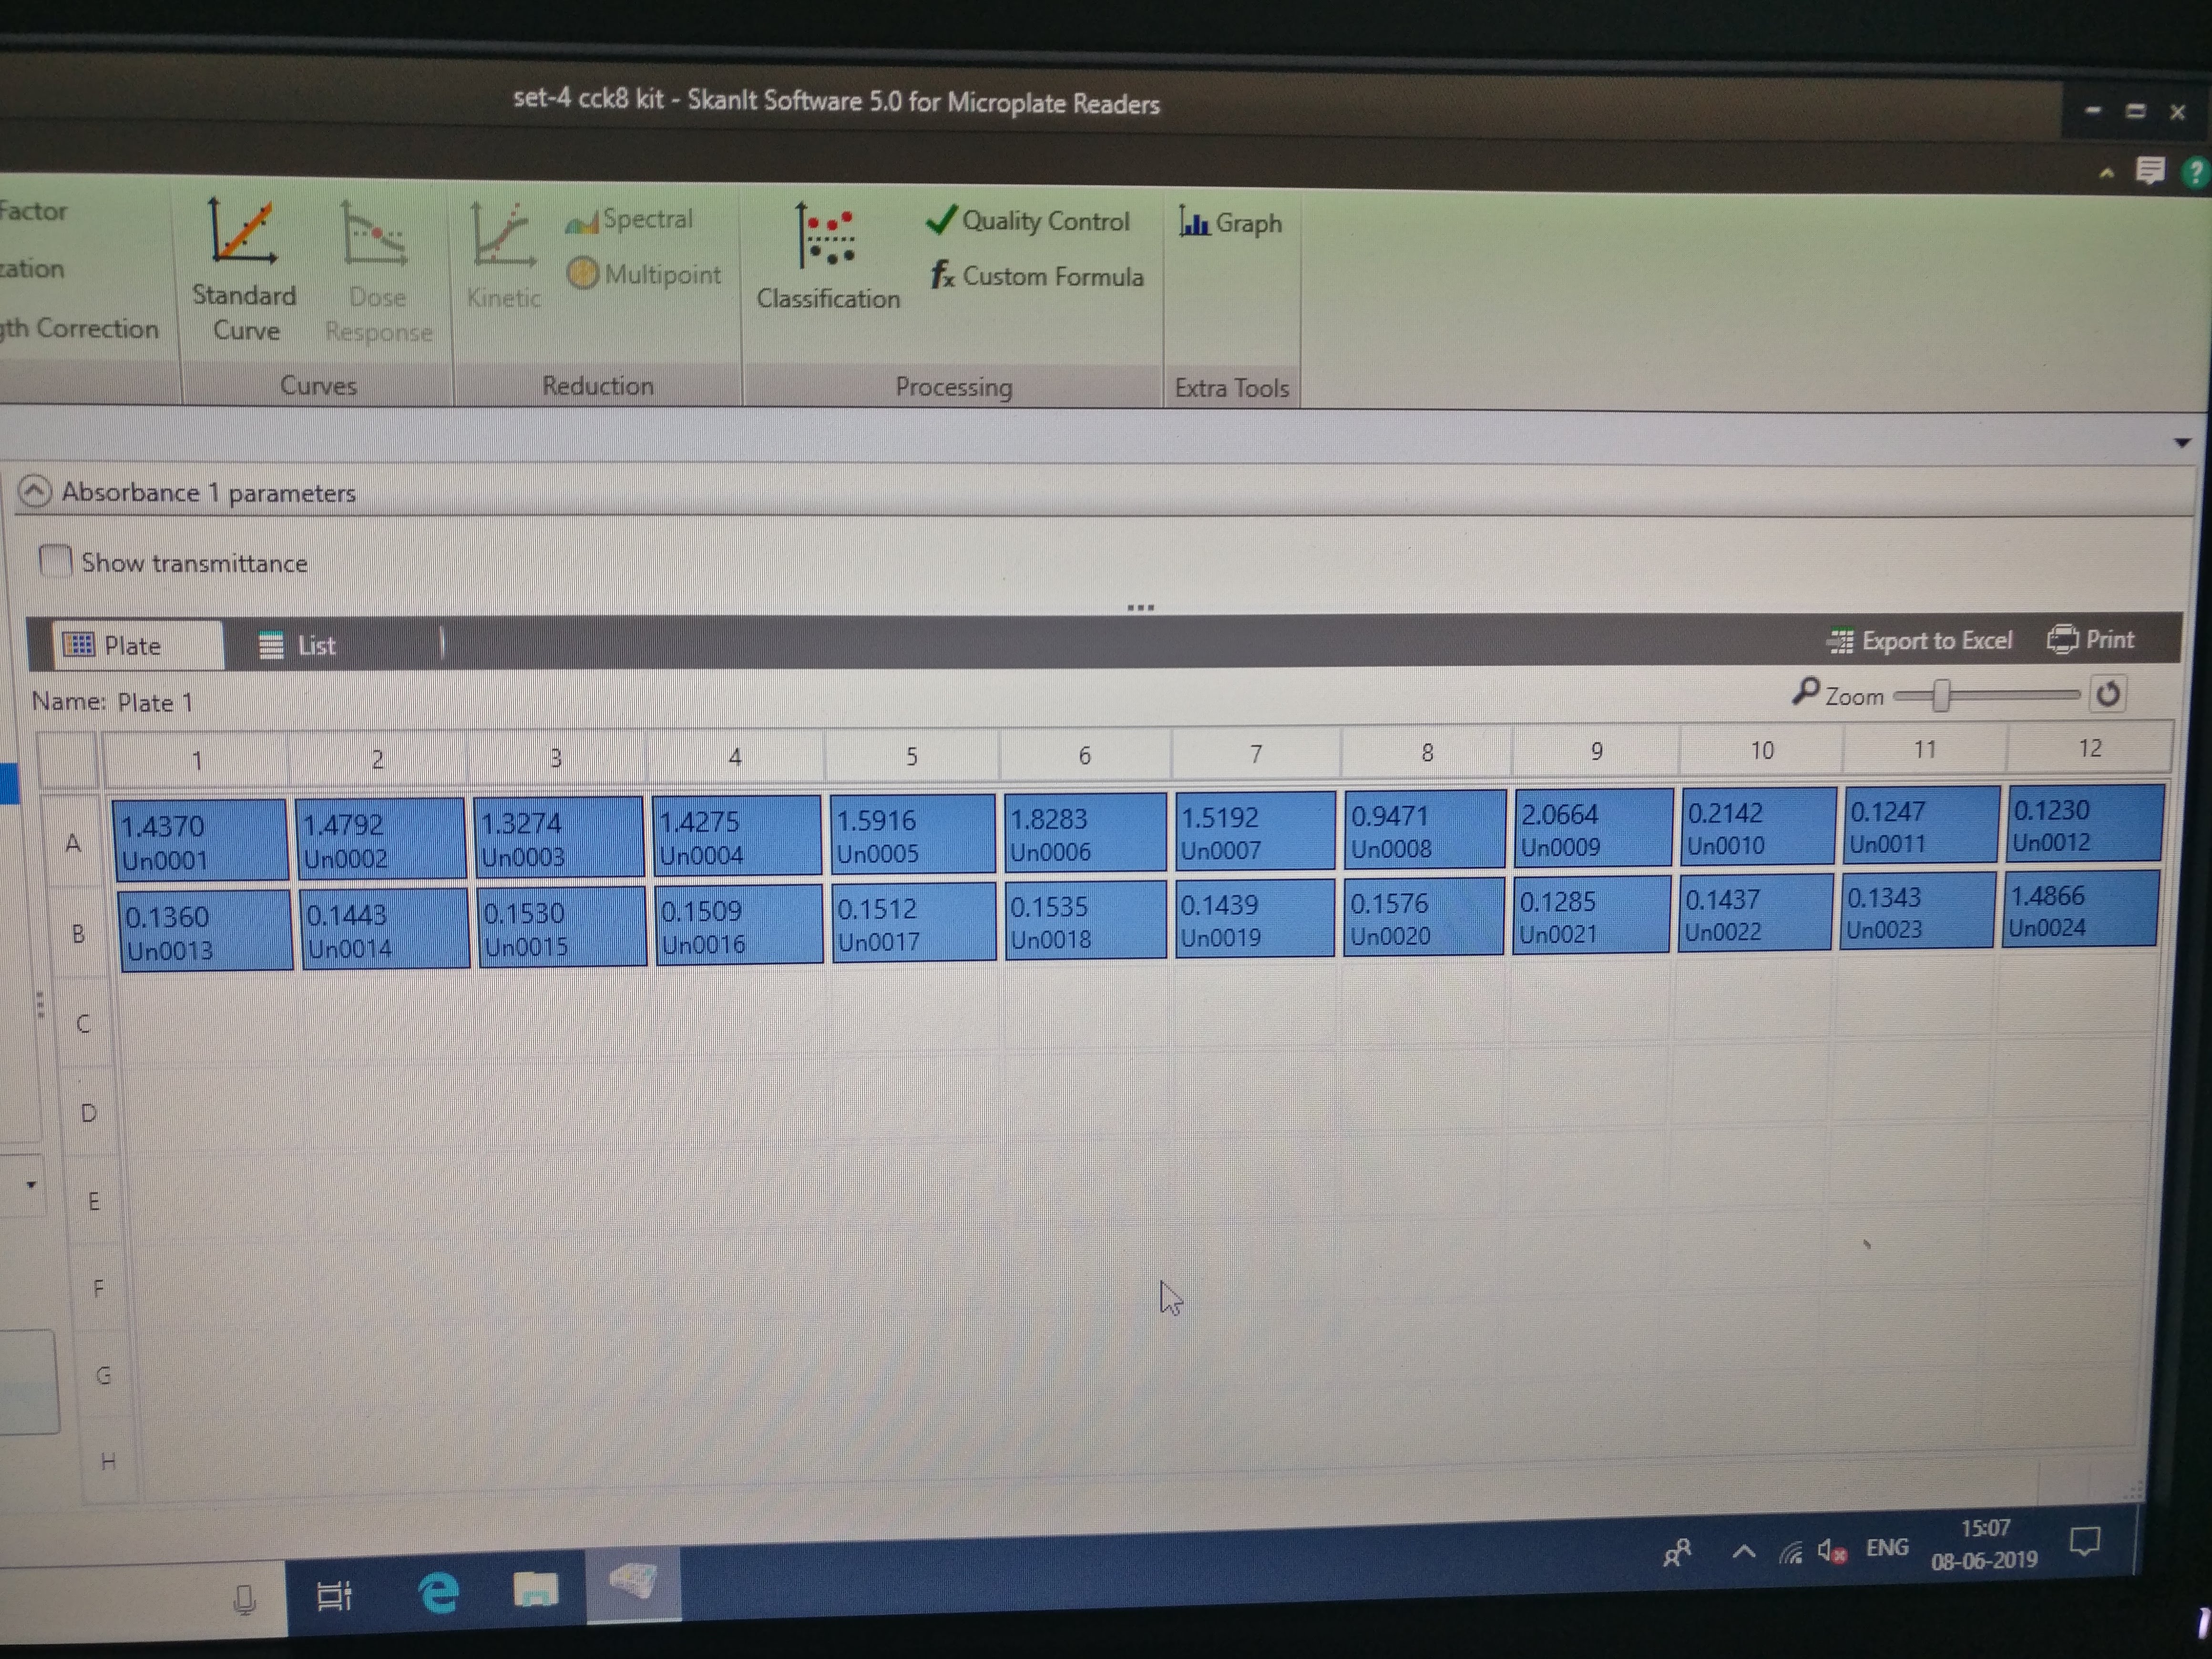 set-4 cck8 kit - SkanIt Software 5.0 for Microplate Readers
?
Factor
Spectral
Quality Control
Graph
zation
Multipoint
Custom Formula
Standard
Curve
Dose
Response
Kinetic
Classification
gth Correction
Curves
Reduction
Processing
Extra Tools
Absorbance 1 parameters
Show transmittance
Plate
List
Export to Excel
Print
Name: Plate 1
Zoom
1 2 3 4 5 6 7 8 9 10 11 12
A
1.4370 1.4792 1.3274 1.4275 1.5916 1.8283 1.5192 0.9471 2.0664 0.2142 0.1247 0.1230
Un0001 Un0002 Un0003 Un0004 Un0005 Un0006 Un0007 Un0008 Un0009 Un0010 Un0011 Un0012
B
0.1360 0.1443 0.1530 0.1509 0.1512 0.1535 0.1439 0.1576 0.1285 0.1437 0.1343 1.4866
Un0013 Un0014 Un0015 Un0016 Un0017 Un0018 Un0019 Un0020 Un0021 Un0022 Un0023 Un0024
C
D
E
F
G
H
ENG
15:07
08-06-2019